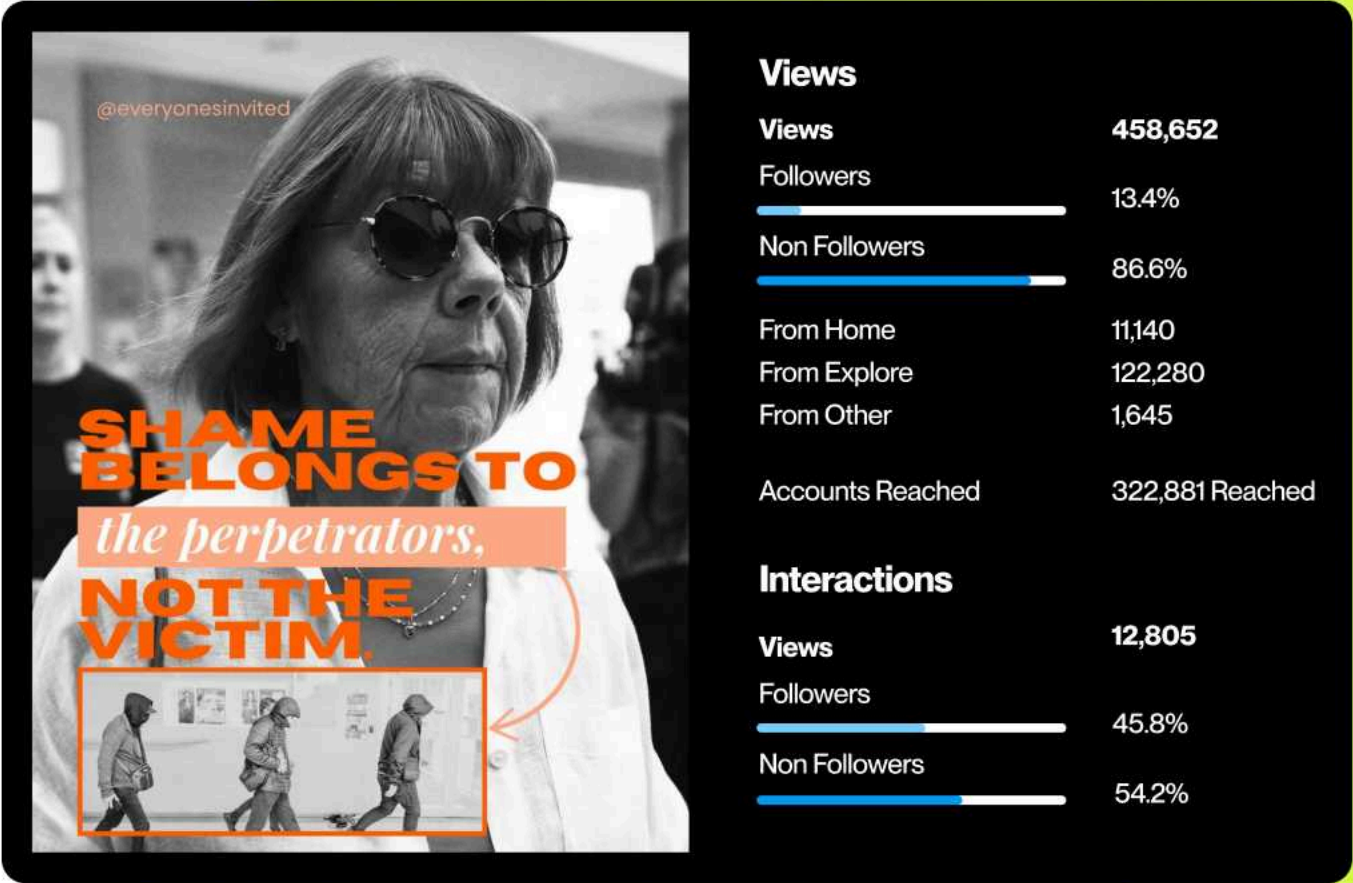 @everyonesinvited
SHAME
BELONGS TO
the perpetrators,
NOT THE
VICTIM.
Views
Views 458,652
Followers 13.4%
Non Followers 86.6%
From Home 11,140
From Explore 122,280
From Other 1,645
Accounts Reached 322,881 Reached
Interactions
Views 12,805
Followers 45.8%
Non Followers 54.2%